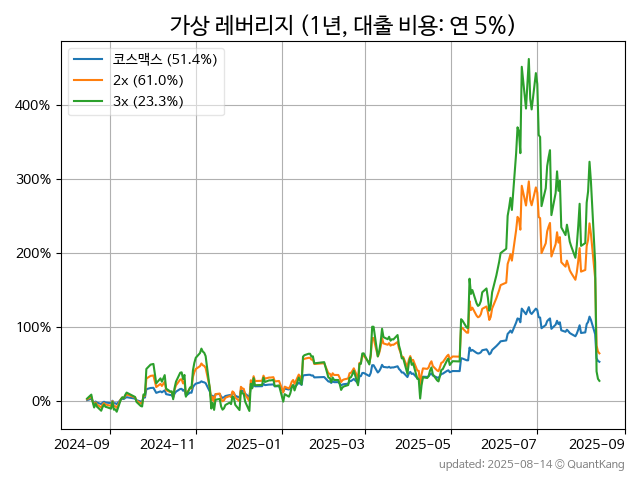 가상 레버리지 (1년, 대출 비용: 연 5%)
코스맥스 (51.4%)
2x (61.0%)
3x (23.3%)
400%
300%
200%
100%
0%
2024-09 2024-11 2025-01 2025-03 2025-05 2025-07 2025-09
updated: 2025-08-14 © QuantKang